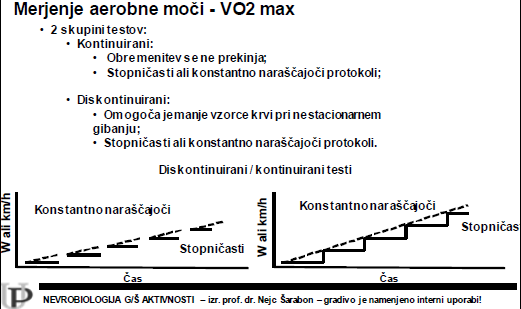 Merjenje aerobne moči - VO2 max
• 2 skupini testov:
• Kontinuirani:
• Obremenitev se ne prekinja;
• Stopničasti ali konstantno naraščajoči protokoli;
• Diskontinuirani:
• Omogoča jemanje vzorce krvi pri nestacionarnem
gibanju;
• Stopničasti ali konstantno naraščajoči protokoli.
Diskontinuirani / kontinuirani testi
W ali km/h
Konstantno naraščajoči
Stopničasti
Čas
W ali km/h
Konstantno naraščajoči
Stopničast
Čas
UP
NEVROBIOLOGIJA G/Š AKTIVNOSTI – izr. prof. dr. Nejc Šarabon – gradivo je namenjeno interni uporabi!